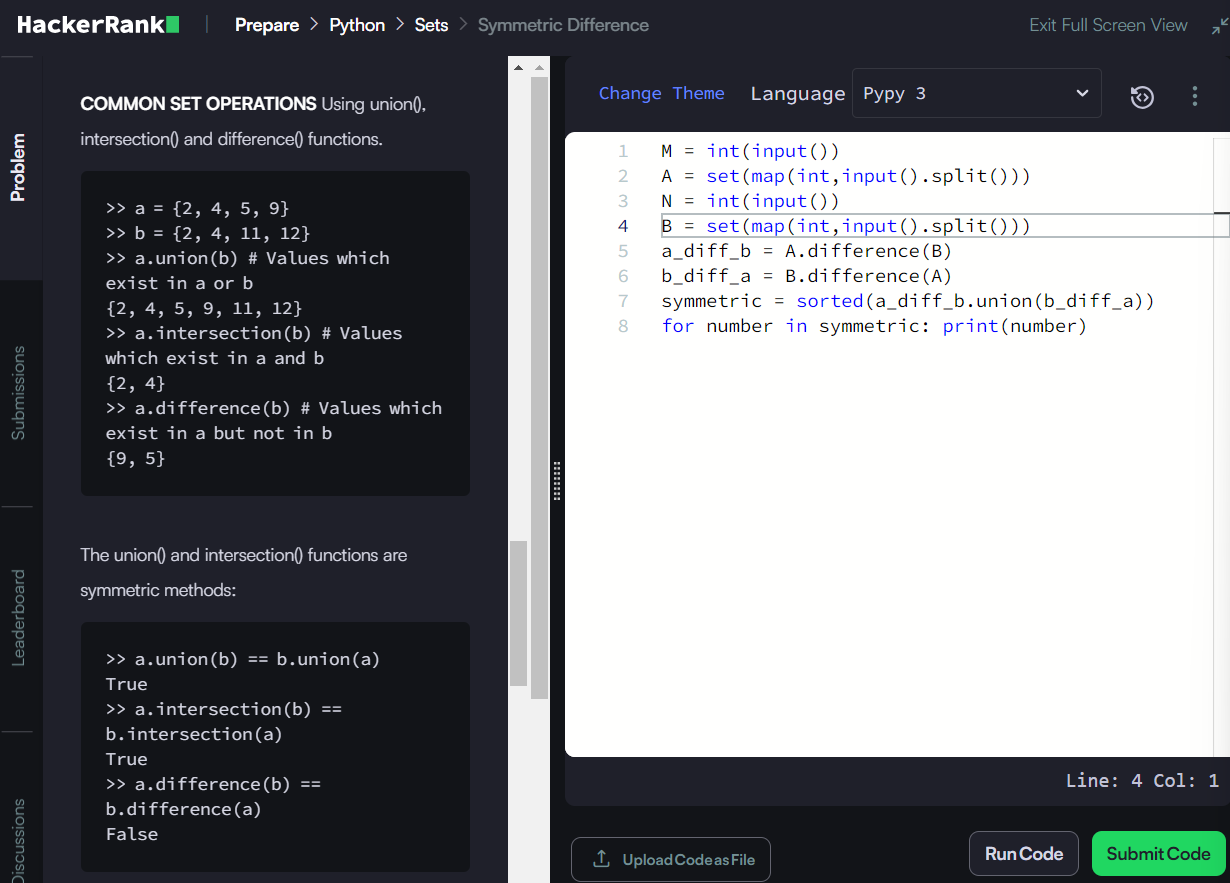 HackerRank
Prepare > Python > Sets > Symmetric Difference
Exit Full Screen View
Problem
Submissions
Leaderboard
Discussions
COMMON SET OPERATIONS Using union(),
intersection() and difference() functions.
>> a = {2, 4, 5, 9}
>> b = {2, 4, 11, 12}
>> a.union(b) # Values which
exist in a or b
{2, 4, 5, 9, 11, 12}
>> a.intersection(b) # Values
which exist in a and b
{2, 4}
>> a.difference(b) # Values which
exist in a but not in b
{9, 5}
The union() and intersection() functions are
symmetric methods:
>> a.union(b) == b.union(a)
True
>> a.intersection(b) ==
b.intersection(a)
True
>> a.difference(b) ==
b.difference(a)
False
Change Theme Language Pypy 3
1 M = int(input())
2 A = set(map(int,input().split()))
3 N = int(input())
4 B = set(map(int,input().split()))
5 a_diff_b = A.difference(B)
6 b_diff_a = B.difference(A)
7 symmetric = sorted(a_diff_b.union(b_diff_a))
8 for number in symmetric: print(number)
Line: 4 Col: 1
Upload Code as File
Run Code
Submit Code